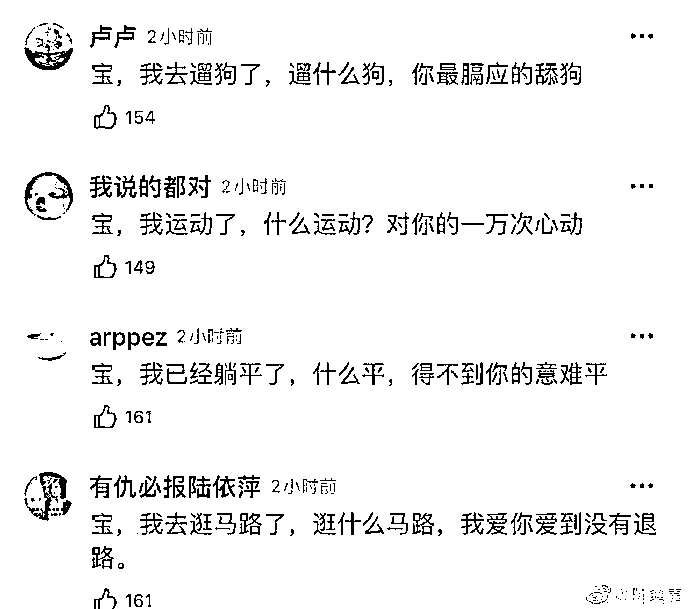 卢卢 2小时前
宝，我去遛狗了，遛什么狗，你最膈应的舔狗
154
我说的都对 2小时前
宝，我运动了，什么运动？对你的一万次心动
149
arppez 2小时前
宝，我已经躺平了，什么平，得不到你的意难平
161
有仇必报陆依萍 2小时前
宝，我去逛马路了，逛什么马路，我爱你爱到没有退
路。
161